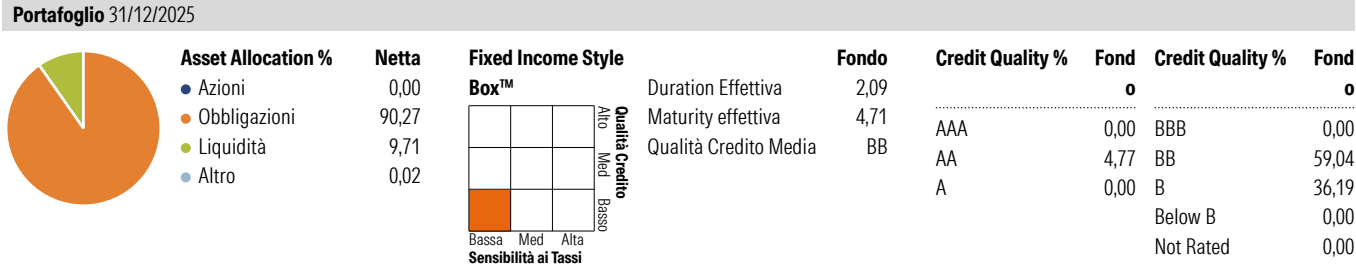 Portafoglio 31/12/2025
Asset Allocation % Netta
Azioni 0,00
Obbligazioni 90,27
Liquidità 9,71
Altro 0,02
Fixed Income Style
Box™
Alto Med Basso
Qualità Credito
Bassa Med Alta
Sensibilità ai Tassi
Fondo
Duration Effettiva 2,09
Maturity effettiva 4,71
Qualità Credito Media BB
Credit Quality % Fond
o
AAA 0,00
AA 4,77
A 0,00
Credit Quality % Fond
o
BBB 0,00
BB 59,04
B 36,19
Below B 0,00
Not Rated 0,00